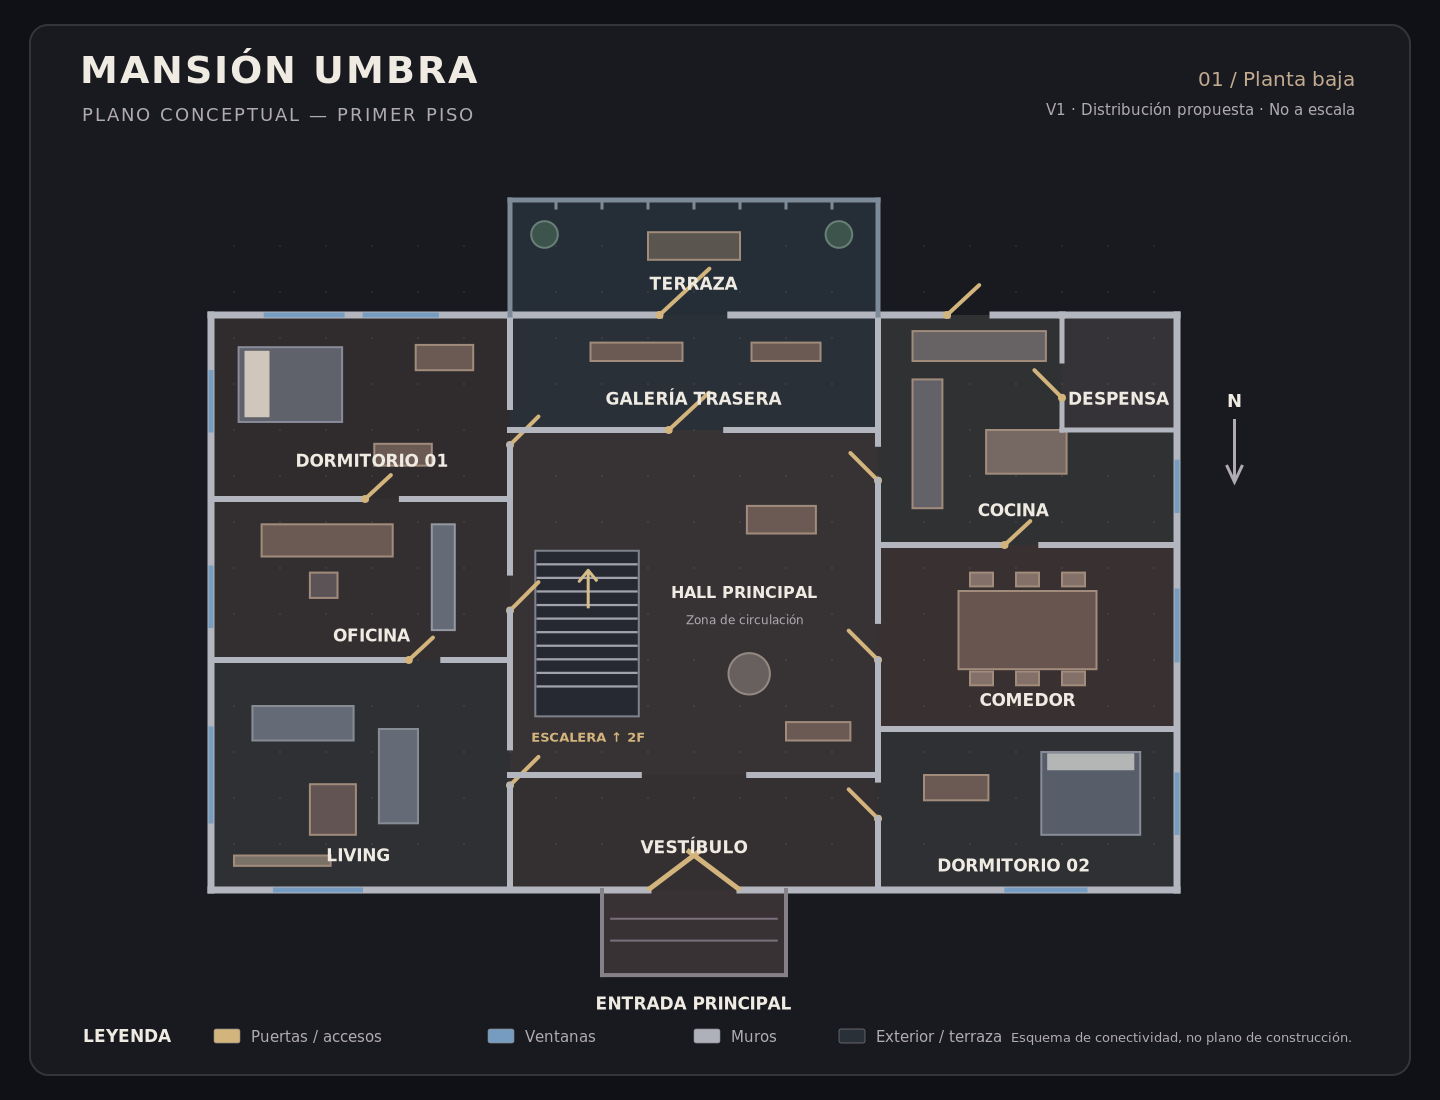 MANSIÓN UMBRA
PLANO CONCEPTUAL — PRIMER PISO
01 / Planta baja
V1 · Distribución propuesta · No a escala
TERRAZA
GALERÍA TRASERA
DESPENSA
N
DORMITORIO 01
COCINA
HALL PRINCIPAL
Zona de circulación
OFICINA
COMEDOR
ESCALERA ↑ 2F
VESTÍBULO
LIVING
DORMITORIO 02
ENTRADA PRINCIPAL
LEYENDA
Puertas / accesos
Ventanas
Muros
Exterior / terraza
Esquema de conectividad, no plano de construcción.